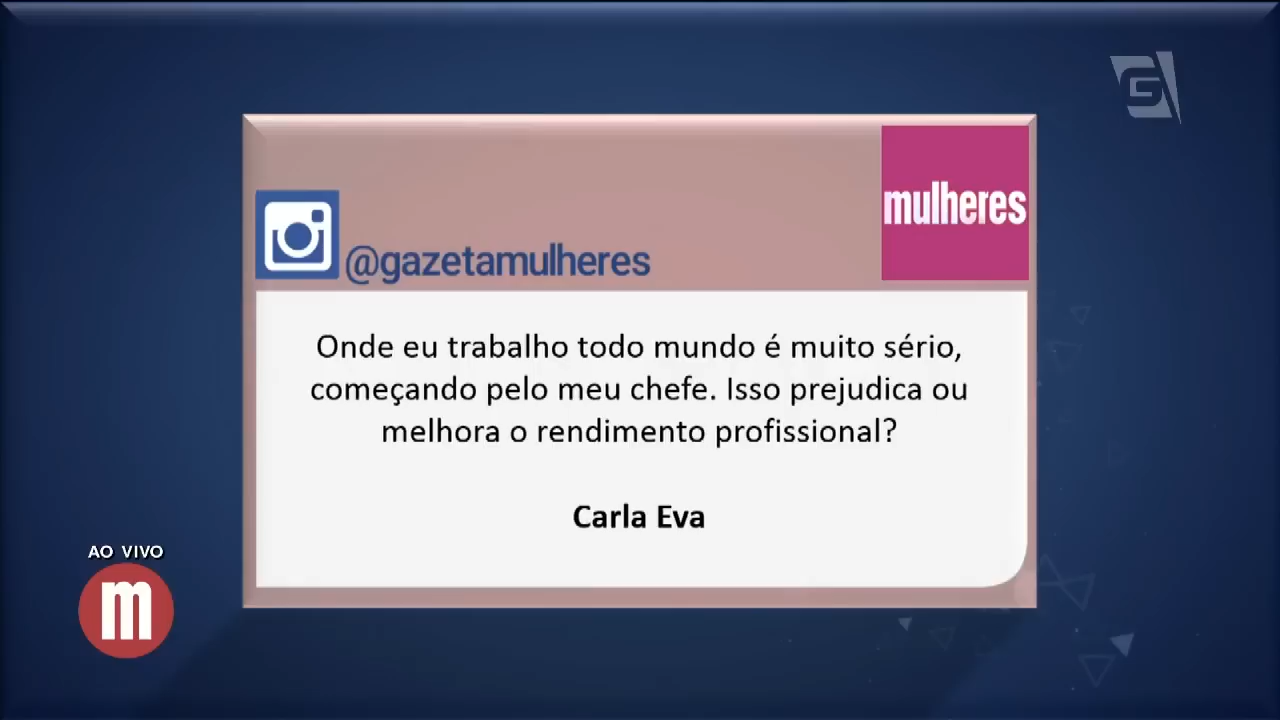 mulheres
@gazetamulheres
Onde eu trabalho todo mundo é muito sério,
começando pelo meu chefe. Isso prejudica ou
melhora o rendimento profissional?
Carla Eva
AO VIVO
m
G